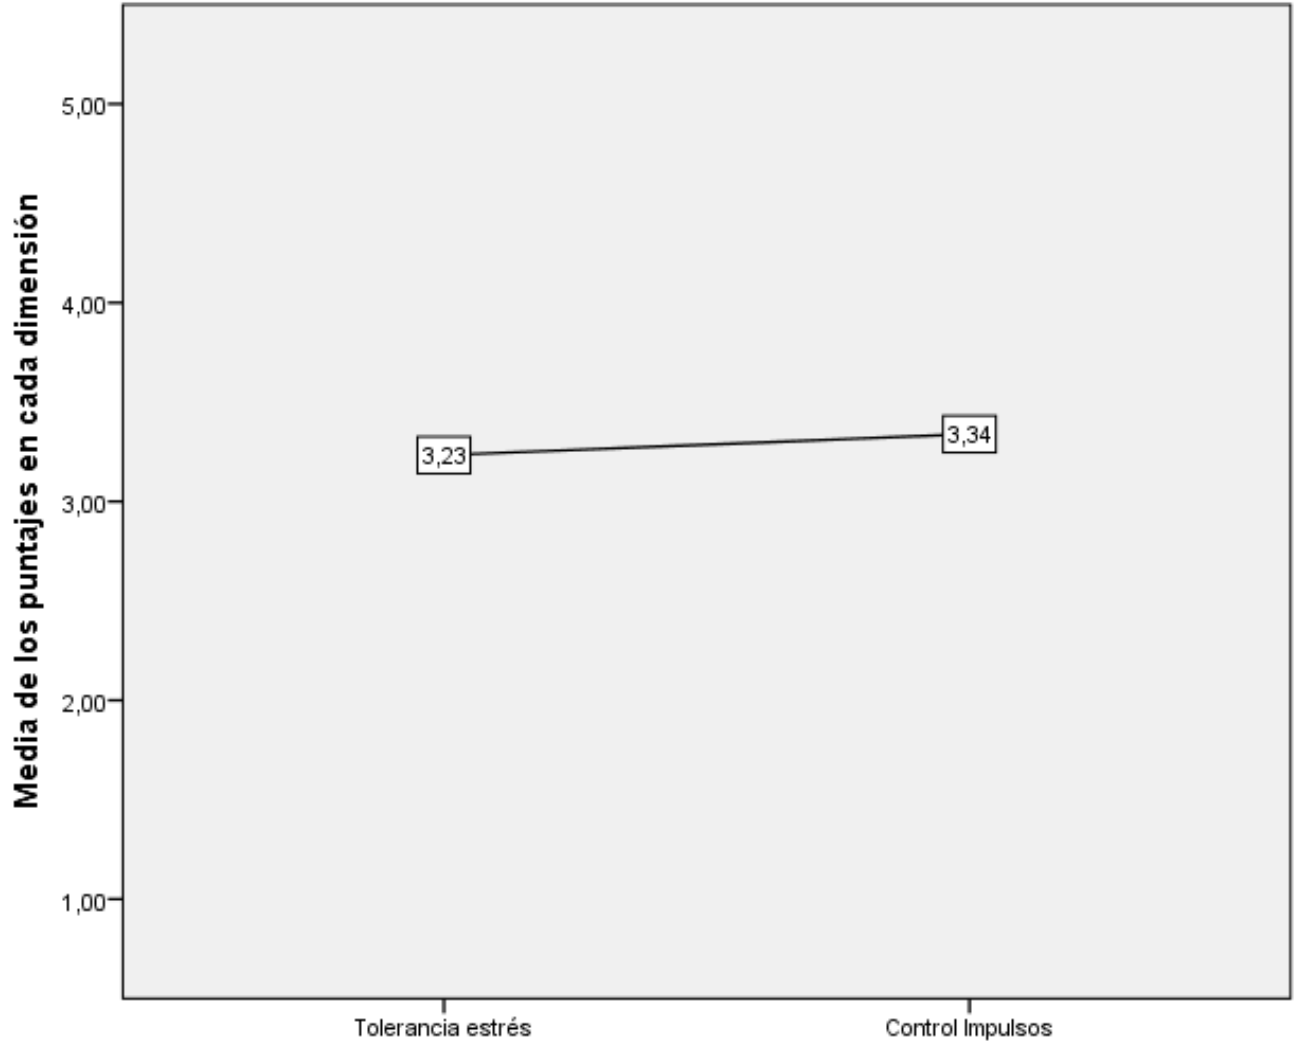 Media de los puntajes en cada dimensión
5,00
4,00
3,00
2,00
1,00
3,23
3,34
Tolerancia estrés
Control Impulsos